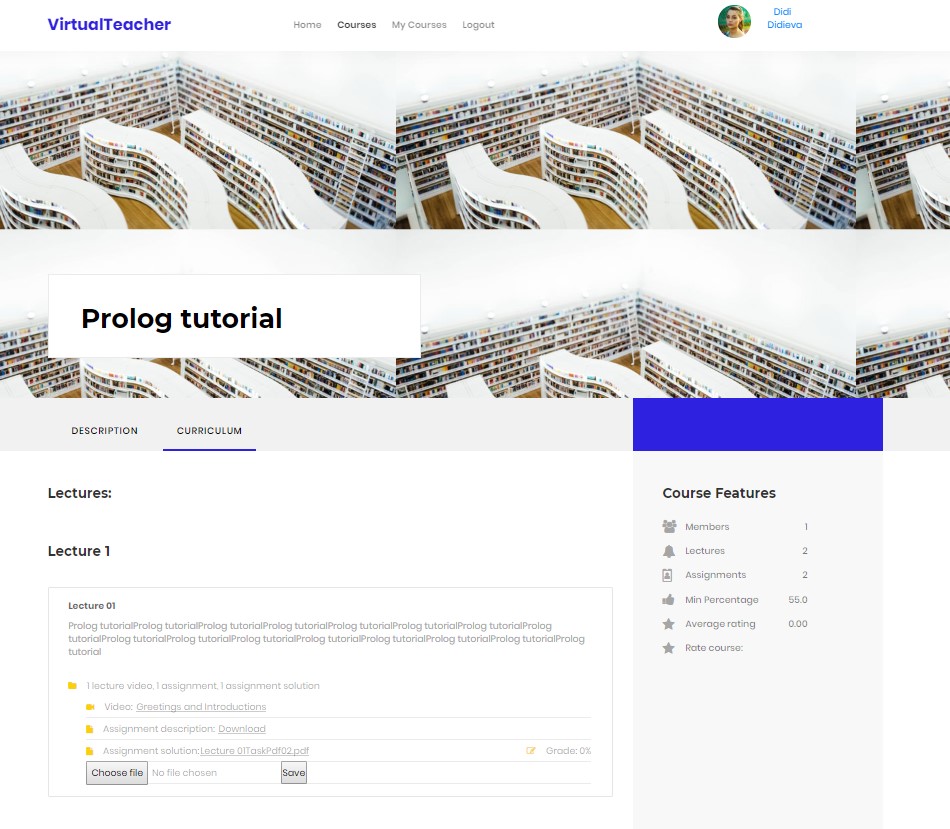 VirtualTeacher
Home Courses My Courses Logout
Didi
Didieva
Prolog tutorial
DESCRIPTION CURRICULUM
Lectures:
Lecture 1
Lecture 01
Prolog tutorialProlog tutorialProlog tutorialProlog tutorialProlog tutorialProlog tutorialProlog tutorialProlog
tutorialProlog tutorialProlog tutorialProlog tutorialProlog tutorialProlog tutorialProlog tutorialProlog tutorialProlog
tutorial
1 lecture video, 1 assignment, 1 assignment solution
Video: Greetings and Introductions
Assignment description: Download
Assignment solution:Lecture 01TaskPdf02.pdf Grade: 0%
Choose file No file chosen Save
Course Features
Members 1
Lectures 2
Assignments 2
Min Percentage 55.0
Average rating 0.00
Rate course: